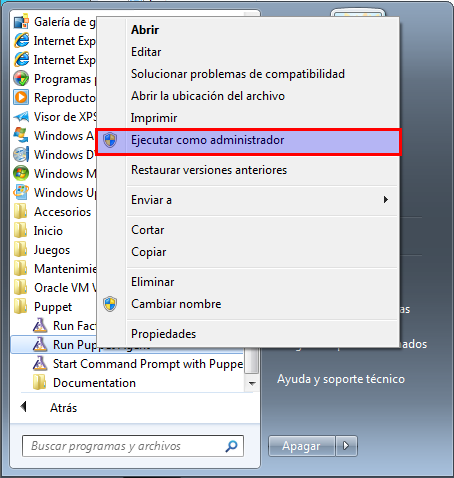 Galería de g
Internet Exp
Internet Exp
Programas p
Reproducto
Visor de XPS
Windows A
Windows D
Windows M
Windows Up
Accesorios
Inicio
Juegos
Mantenimie
Oracle VM V
Puppet
Run Fac
Run Puppet Agent
Start Command Prompt with Puppe
Documentation
Atrás
Buscar programas y archivos
Abrir
Editar
Solucionar problemas de compatibilidad
Abrir la ubicación del archivo
Imprimir
Ejecutar como administrador
Restaurar versiones anteriores
Enviar a
Cortar
Copiar
Eliminar
Cambiar nombre
Propiedades
as
ados
Ayuda y soporte técnico
Apagar